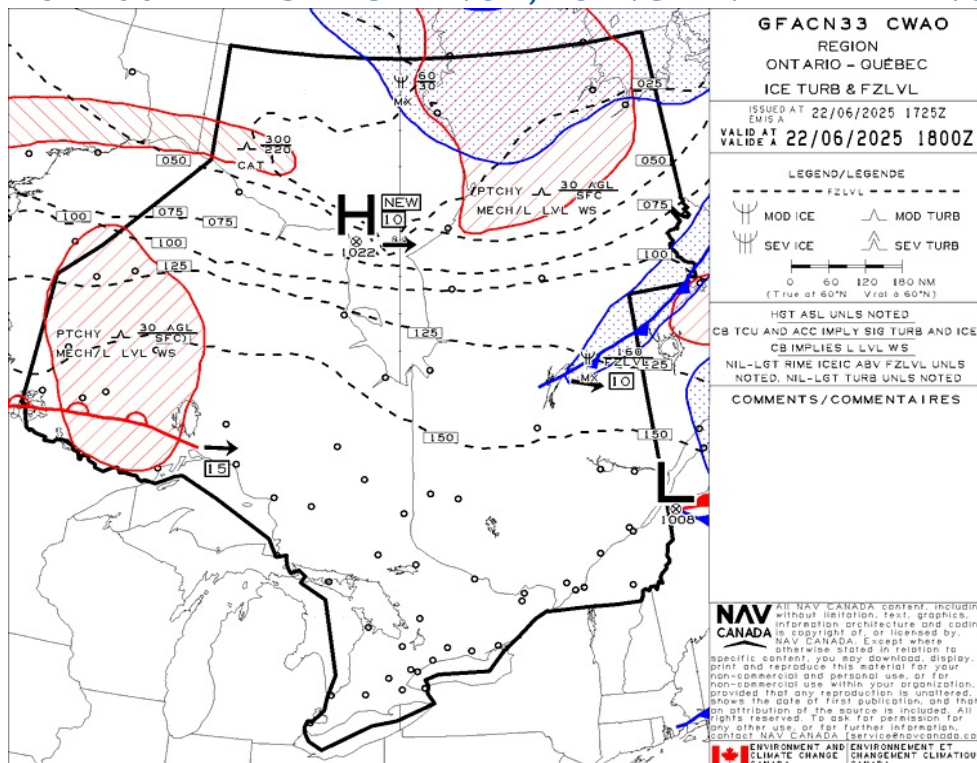 GFACN33 CWAO
REGION
ONTARIO - QUÉBEC
ICE TURB & FZLVL
ISSUED AT 22/06/2025 1725Z
ÉMIS A
VALID AT 22/06/2025 1800Z
VALIDE A
LEGEND/LÉGENDE
FZLVL
MOD ICE MOD TURB
SEV ICE SEV TURB
0 60 120 180 NM
(True at 60°N Vrai à 60°N)
HGT ASL UNLS NOTED
CB TCU AND ACC IMPLY SIG TURB AND ICE
CB IMPLIES L LVL WS
NIL-LGT RIME ICEIC ABV FZLVL UNLS
NOTED. NIL-LGT TURB UNLS NOTED
COMMENTS/COMMENTAIRES
NAV
CANADA
All NAV CANADA content, including
without limitation, text, graphics,
information architecture and coding
is copyright of, or licensed by,
NAV CANADA. Except where
otherwise stated in relation to
specific content, you may download, display,
print and reproduce this material for your
non-commercial and personal use, or for
non-commercial use within your organization,
provided that any reproduction is unaltered,
shows the date of first publication, and that
an attribution of the source is included. All
rights reserved. To ask for permission for
any other use, or for further information,
contact NAV CANADA (service@navcanada.ca
ENVIRONMENT AND
CLIMATE CHANGE
ENVIRONNEMENT ET
CHANGEMENT CLIMATIQUE
60
30
MX
025
300
220
CAT
050
050
PTCHY 30 AGL
SFC
MECH/L LVL WS
NEW
10
H
1022
075
075
075
100
100
100
125
125
125
PTCHY 30 AGL
SFC)
MECH/L LVL WS
160
FZLVL
MX
10
150
150
15
L
1008